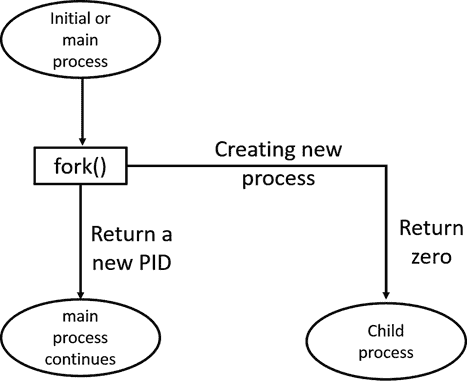 Initial or
main
process
fork()
Creating new
process
Return a
new PID
Return
zero
main
process
continues
Child
process